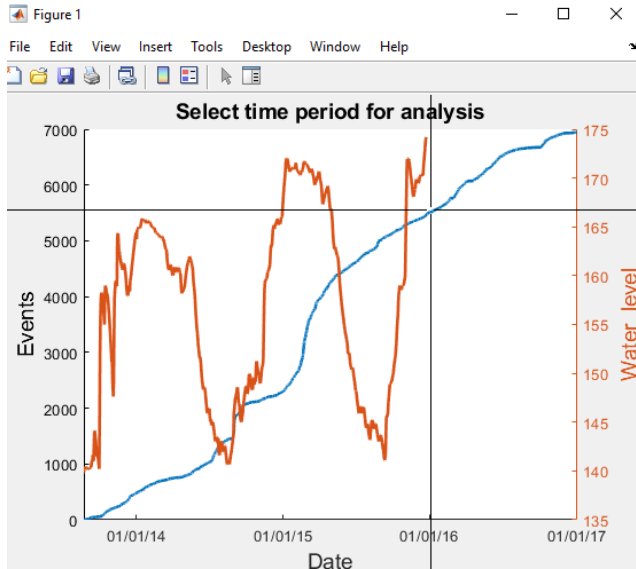 Figure 1
File Edit View Insert Tools Desktop Window Help
Select time period for analysis
7000
6000
5000
4000
3000
2000
1000
0
Events
175
170
165
160
155
150
145
140
135
Water_level
01/01/14 01/01/15 01/01/16 01/01/17
Date